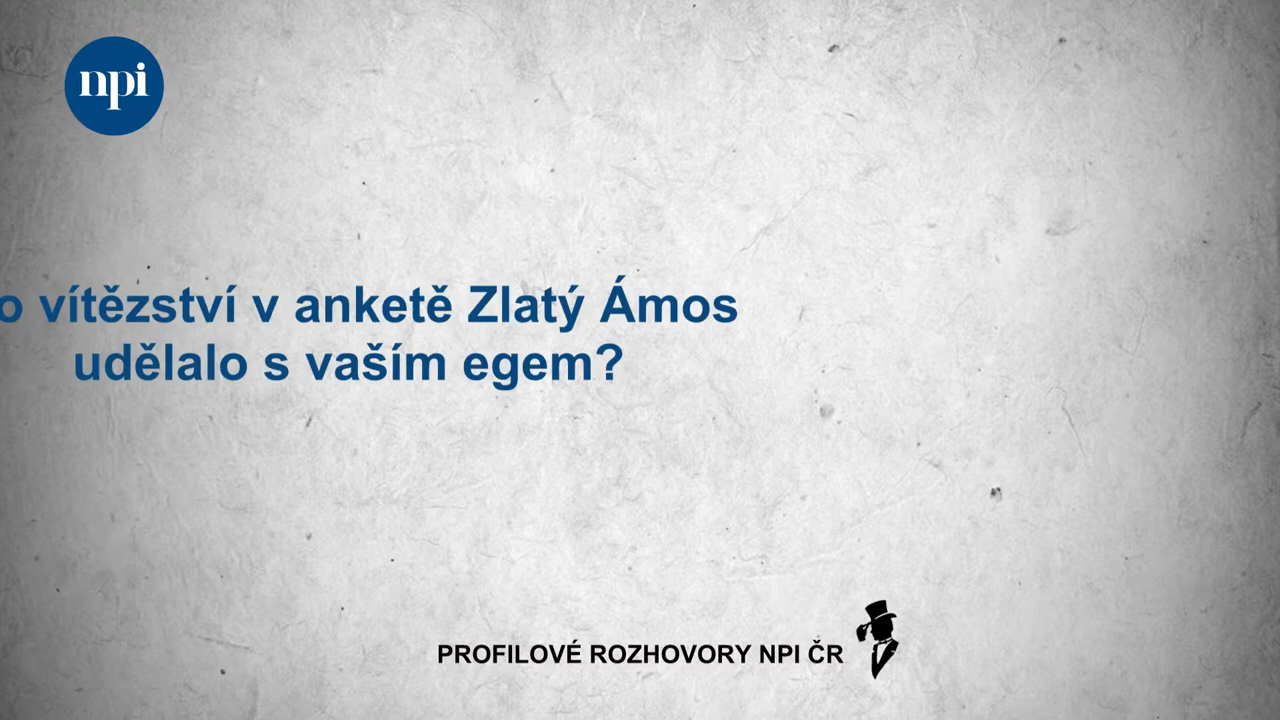 npi
o vítězství v anketě Zlatý Ámos
udělalo s vaším egem?
PROFILOVÉ ROZHOVORY NPI ČR